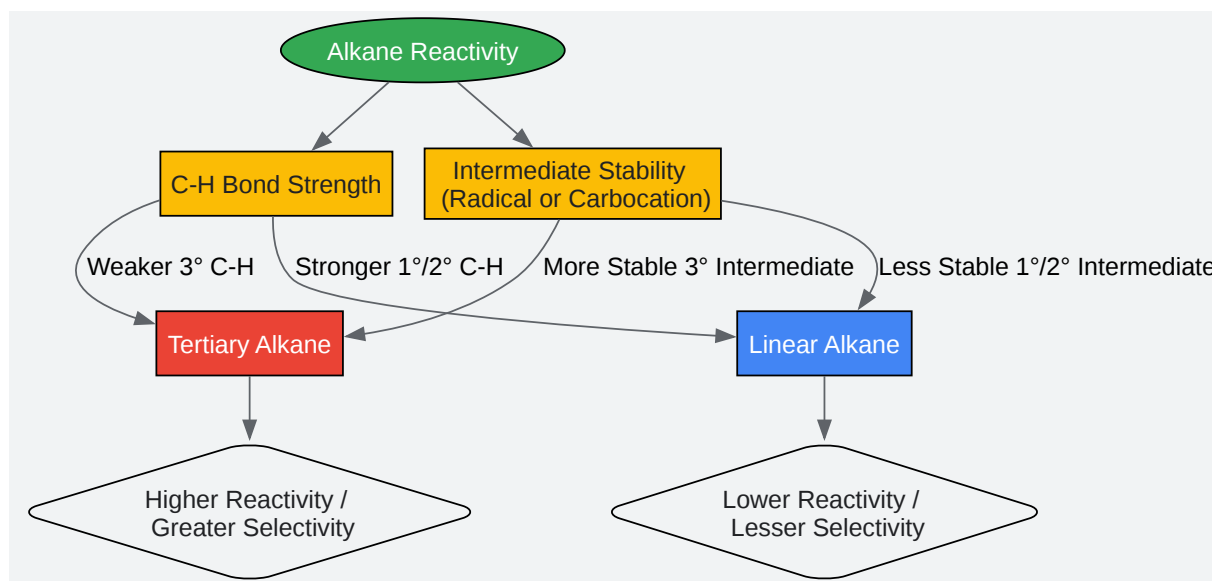 Alkane Reactivity
C-H Bond Strength
Intermediate Stability
(Radical or Carbocation)
Weaker 3° C-H
Stronger 1°/2° C-H
More Stable 3° Intermediate
Less Stable 1°/2° Intermediate
Tertiary Alkane
Linear Alkane
Higher Reactivity /
Greater Selectivity
Lower Reactivity /
Lesser Selectivity